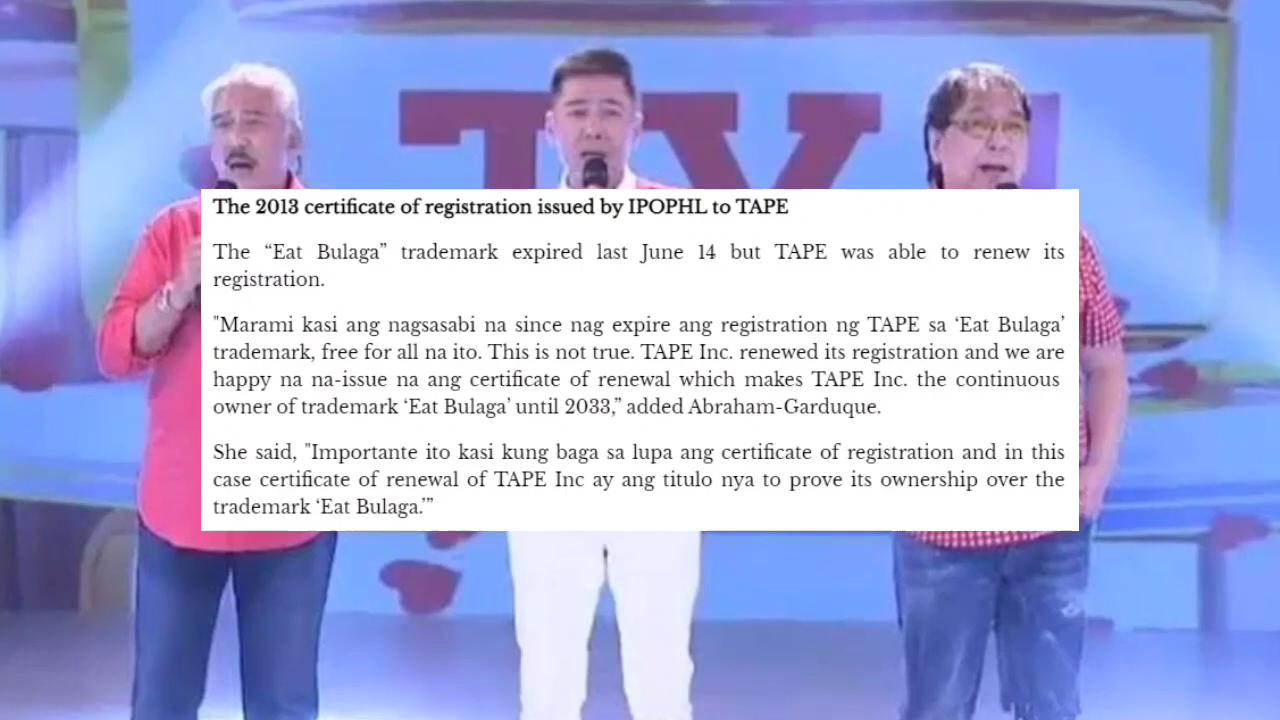 TV
The 2013 certificate of registration issued by IPOPHL to TAPE
The “Eat Bulaga” trademark expired last June 14 but TAPE was able to renew its
registration.
"Marami kasi ang nagsasabi na since nag expire ang registration ng TAPE sa ‘Eat Bulaga’
trademark, free for all na ito. This is not true. TAPE Inc. renewed its registration and we are
happy na na-issue na ang certificate of renewal which makes TAPE Inc. the continuous
owner of trademark ‘Eat Bulaga’ until 2033,” added Abraham-Garduque.
She said, "Importante ito kasi kung baga sa lupa ang certificate of registration and in this
case certificate of renewal of TAPE Inc ay ang titulo nya to prove its ownership over the
trademark ‘Eat Bulaga.’”